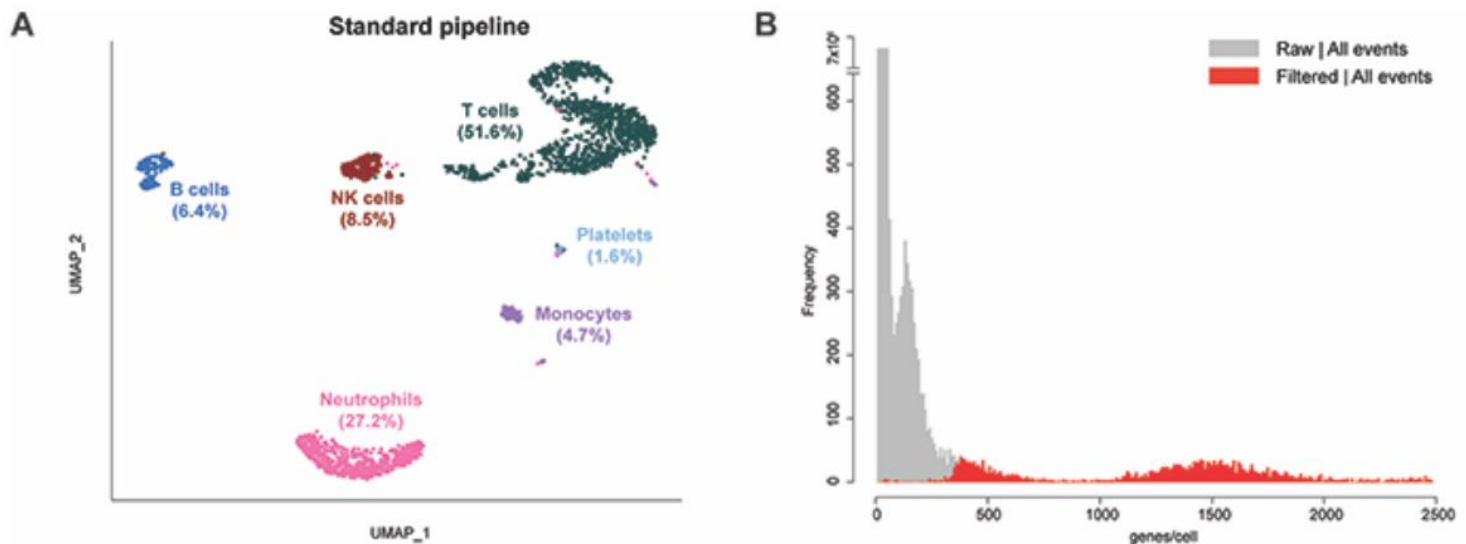 A
Standard pipeline
T cells
(51.6%)
B cells
(6.4%)
NK cells
(8.5%)
Platelets
(1.6%)
Monocytes
(4.7%)
Neutrophils
(27.2%)
UMAP_2
UMAP_1
B
Raw | All events
Filtered | All events
Frequency
600
500
400
300
200
100
0
0
500
1000
1500
2000
2500
genes/cell